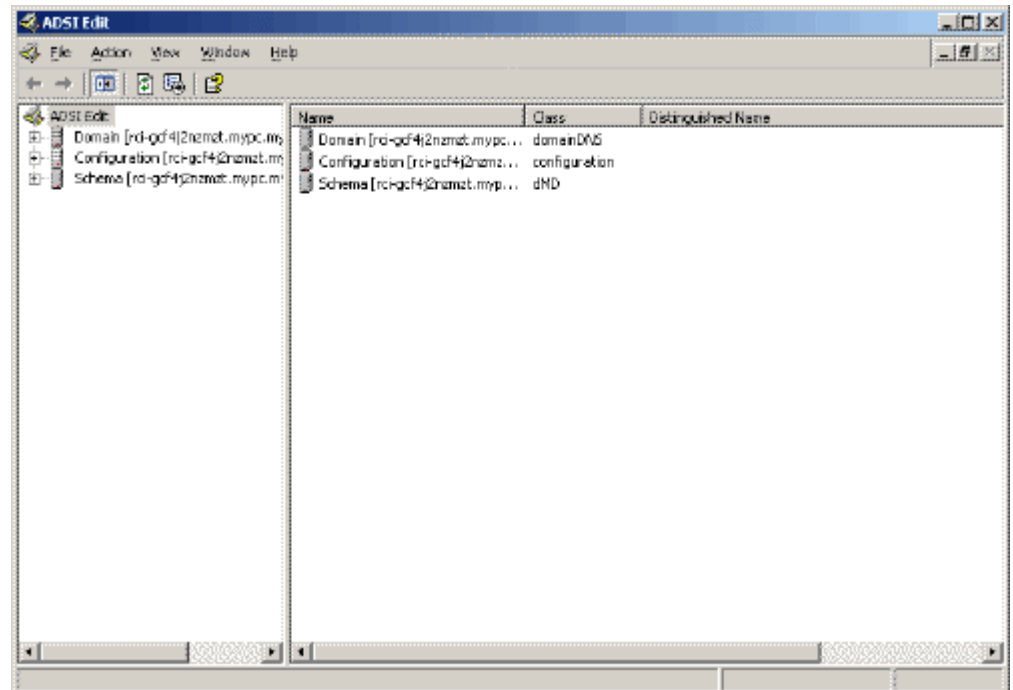 ADSI Edit
File Action View Window Help
ADSI Edit
Domain [rci-gcf4j2nzmzt.mypc.my
Configuration [rci-gcf4j2nzmzt.my
Schema [rci-gcf4j2nzmzt.mypc.m
Name Class Distinguished Name
Domain [rci-gcf4j2nzmzt.mypc... domainDNS
Configuration [rci-gcf4j2nzmz... configuration
Schema [rci-gcf4j2nzmzt.myp... dMD